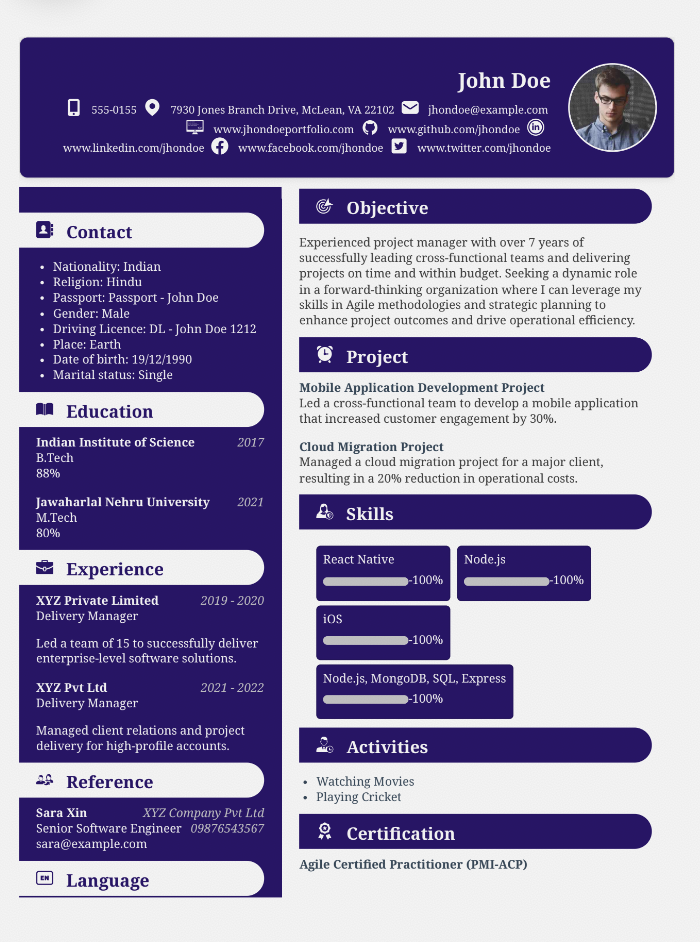 John Doe
555-0155 7930 Jones Branch Drive, McLean, VA 22102 jhondoe@example.com
www.jhondoeportfolio.com www.github.com/jhondoe
www.linkedin.com/jhondoe www.facebook.com/jhondoe www.twitter.com/jhondoe
Contact
• Nationality: Indian
• Religion: Hindu
• Passport: Passport - John Doe
• Gender: Male
• Driving Licence: DL - John Doe 1212
• Place: Earth
• Date of birth: 19/12/1990
• Marital status: Single
Education
Indian Institute of Science 2017
B.Tech
88%
Jawaharlal Nehru University 2021
M.Tech
80%
Experience
XYZ Private Limited 2019 - 2020
Delivery Manager
Led a team of 15 to successfully deliver
enterprise-level software solutions.
XYZ Pvt Ltd 2021 - 2022
Delivery Manager
Managed client relations and project
delivery for high-profile accounts.
Reference
Sara Xin XYZ Company Pvt Ltd
Senior Software Engineer 09876543567
sara@example.com
EN Language
Objective
Experienced project manager with over 7 years of
successfully leading cross-functional teams and delivering
projects on time and within budget. Seeking a dynamic role
in a forward-thinking organization where I can leverage my
skills in Agile methodologies and strategic planning to
enhance project outcomes and drive operational efficiency.
Project
Mobile Application Development Project
Led a cross-functional team to develop a mobile application
that increased customer engagement by 30%.
Cloud Migration Project
Managed a cloud migration project for a major client,
resulting in a 20% reduction in operational costs.
Skills
React Native Node.js
-100% -100%
iOS
-100%
Node.js, MongoDB, SQL, Express
-100%
Activities
• Watching Movies
• Playing Cricket
Certification
Agile Certified Practitioner (PMI-ACP)